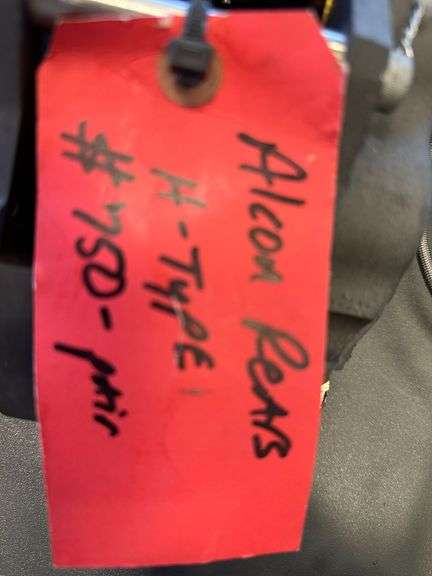 Alcon Rears
H-TYPE
#750-pair